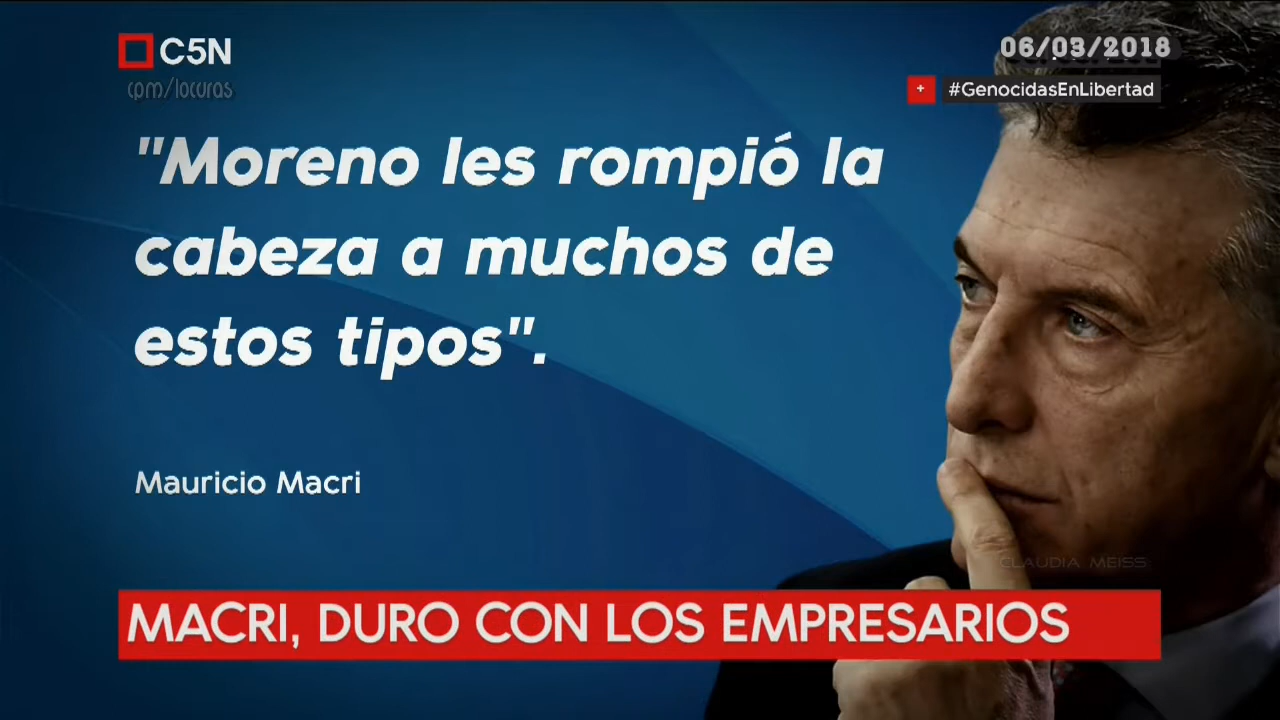 C5N
cpm/locuras
06/03/2018
+ #GenocidasEnLibertad
"Moreno les rompió la
cabeza a muchos de
estos tipos".
Mauricio Macri
CLAUDIA MEISS
MACRI, DURO CON LOS EMPRESARIOS